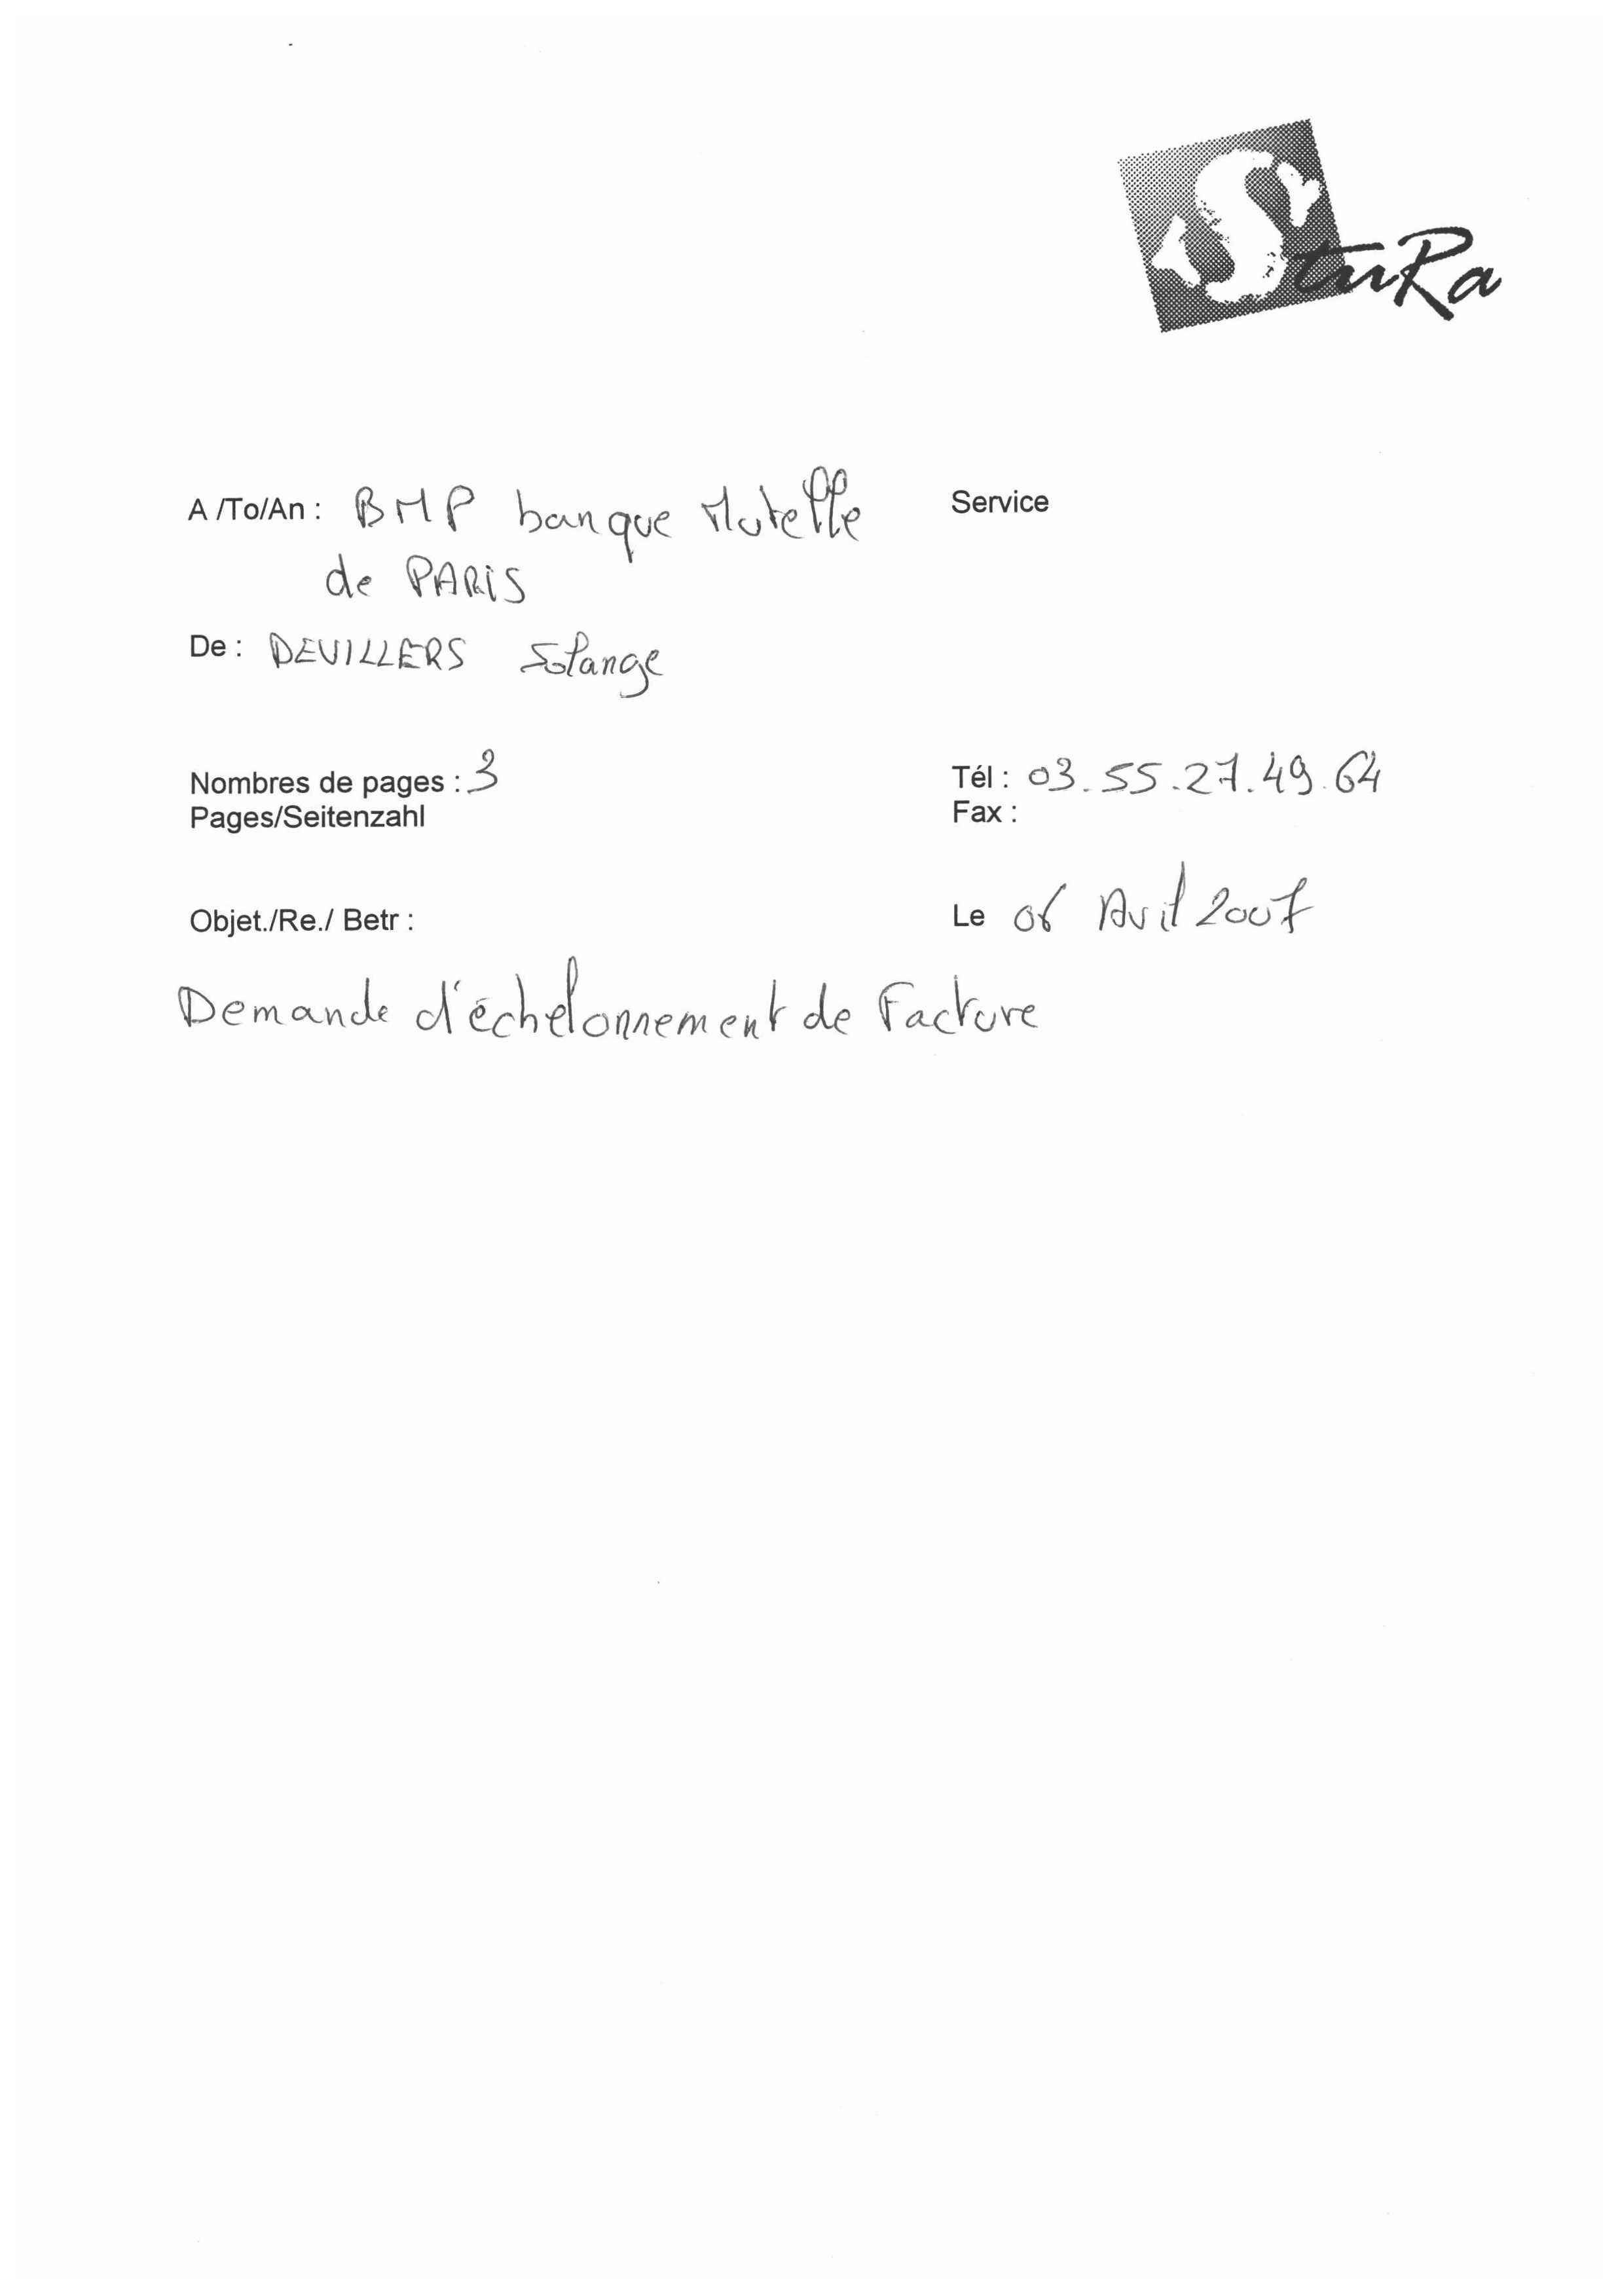 StuRa
A /To/An : BMP banque Mutelle
Service
de PARIS
De : DEVILLERS Solange
Nombres de pages : 3
Tél : 03.55.27.49.64
Pages/Seitenzahl
Fax :
Objet./Re./ Betr :
Le 06 Avril 2007
Demande d'échelonnement de Facture